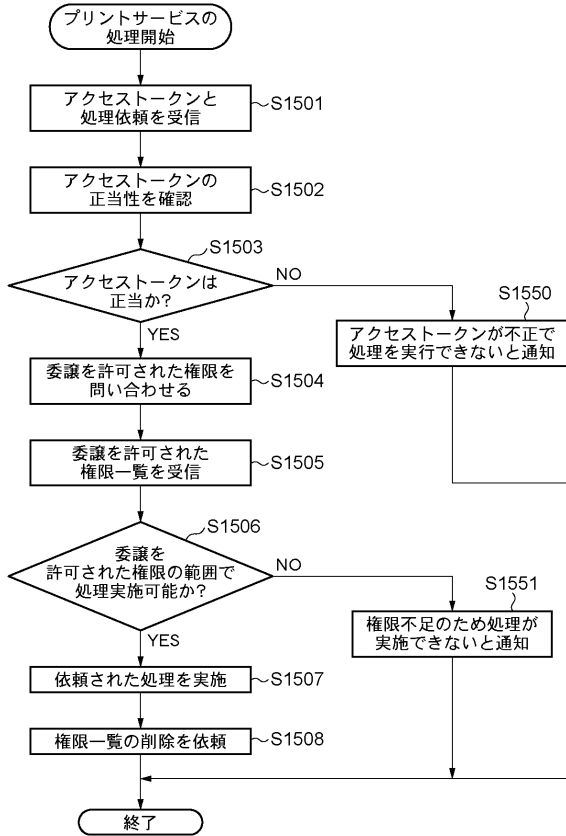 プリントサービスの
処理開始
アクセストークンと
処理依頼を受信
S1501
アクセストークンの
正当性を確認
S1502
S1503
アクセストークンは
正当か?
NO
YES
S1550
アクセストークンが不正で
処理を実行できないと通知
委譲を許可された権限を
問い合わせる
S1504
委譲を許可された
権限一覧を受信
S1505
S1506
委譲を
許可された権限の範囲で
処理実施可能か?
NO
YES
S1551
権限不足のため処理が
実施できないと通知
依頼された処理を実施
S1507
権限一覧の削除を依頼
S1508
終了